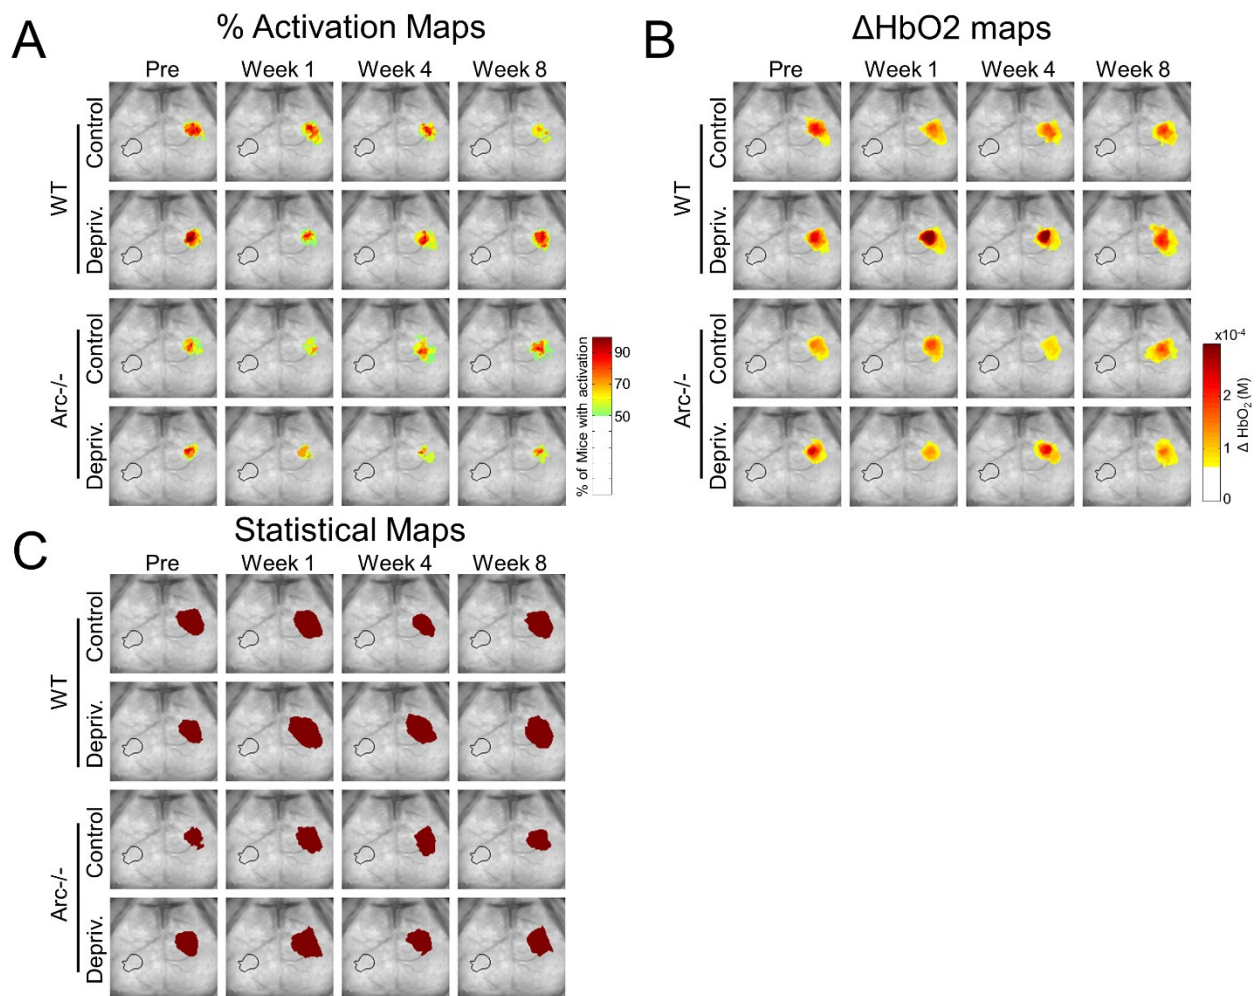 A
% Activation Maps
Pre Week 1 Week 4 Week 8
WT
Control
Depriv.
Arc-/-
Control
Depriv.
% of Mice with activation
90
70
50
B
ΔHbO2 maps
Pre Week 1 Week 4 Week 8
WT
Control
Depriv.
Arc-/-
Control
Depriv.
x10⁻⁴
2
1
0
Δ HbO₂ (M)
C
Statistical Maps
Pre Week 1 Week 4 Week 8
WT
Control
Depriv.
Arc-/-
Control
Depriv.